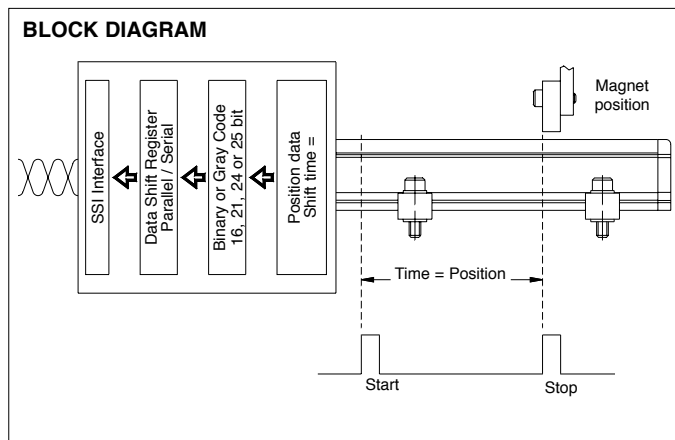 BLOCK DIAGRAM
SSI Interface
Data Shift Register
Parallel / Serial
Binary or Gray Code
16, 21, 24 or 25 bit
Position data
Shift time =
Magnet
position
Time = Position
Start
Stop